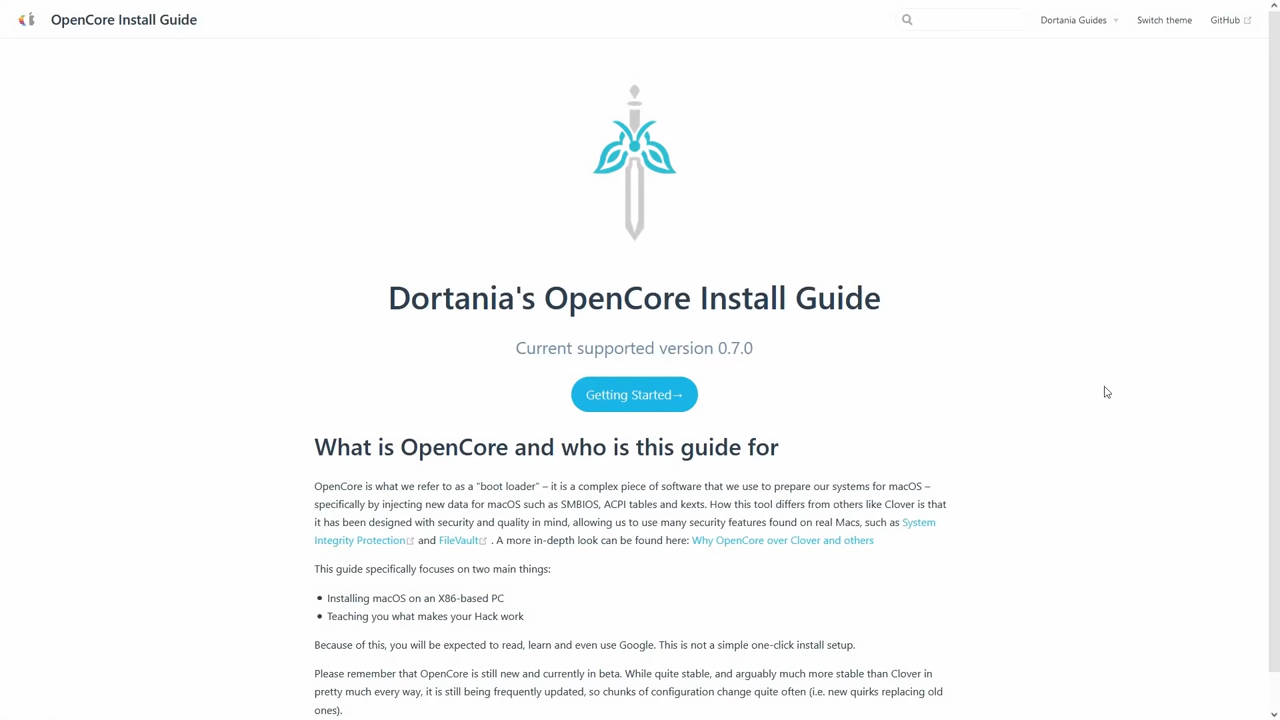 OpenCore Install Guide
Dortania Guides
Switch theme
GitHub
Dortania's OpenCore Install Guide
Current supported version 0.7.0
Getting Started→
What is OpenCore and who is this guide for
OpenCore is what we refer to as a "boot loader" – it is a complex piece of software that we use to prepare our systems for macOS –
specifically by injecting new data for macOS such as SMBIOS, ACPI tables and kexts. How this tool differs from others like Clover is that
it has been designed with security and quality in mind, allowing us to use many security features found on real Macs, such as System
Integrity Protection and FileVault . A more in-depth look can be found here: Why OpenCore over Clover and others
This guide specifically focuses on two main things:
• Installing macOS on an X86-based PC
• Teaching you what makes your Hack work
Because of this, you will be expected to read, learn and even use Google. This is not a simple one-click install setup.
Please remember that OpenCore is still new and currently in beta. While quite stable, and arguably much more stable than Clover in
pretty much every way, it is still being frequently updated, so chunks of configuration change quite often (i.e. new quirks replacing old
ones).